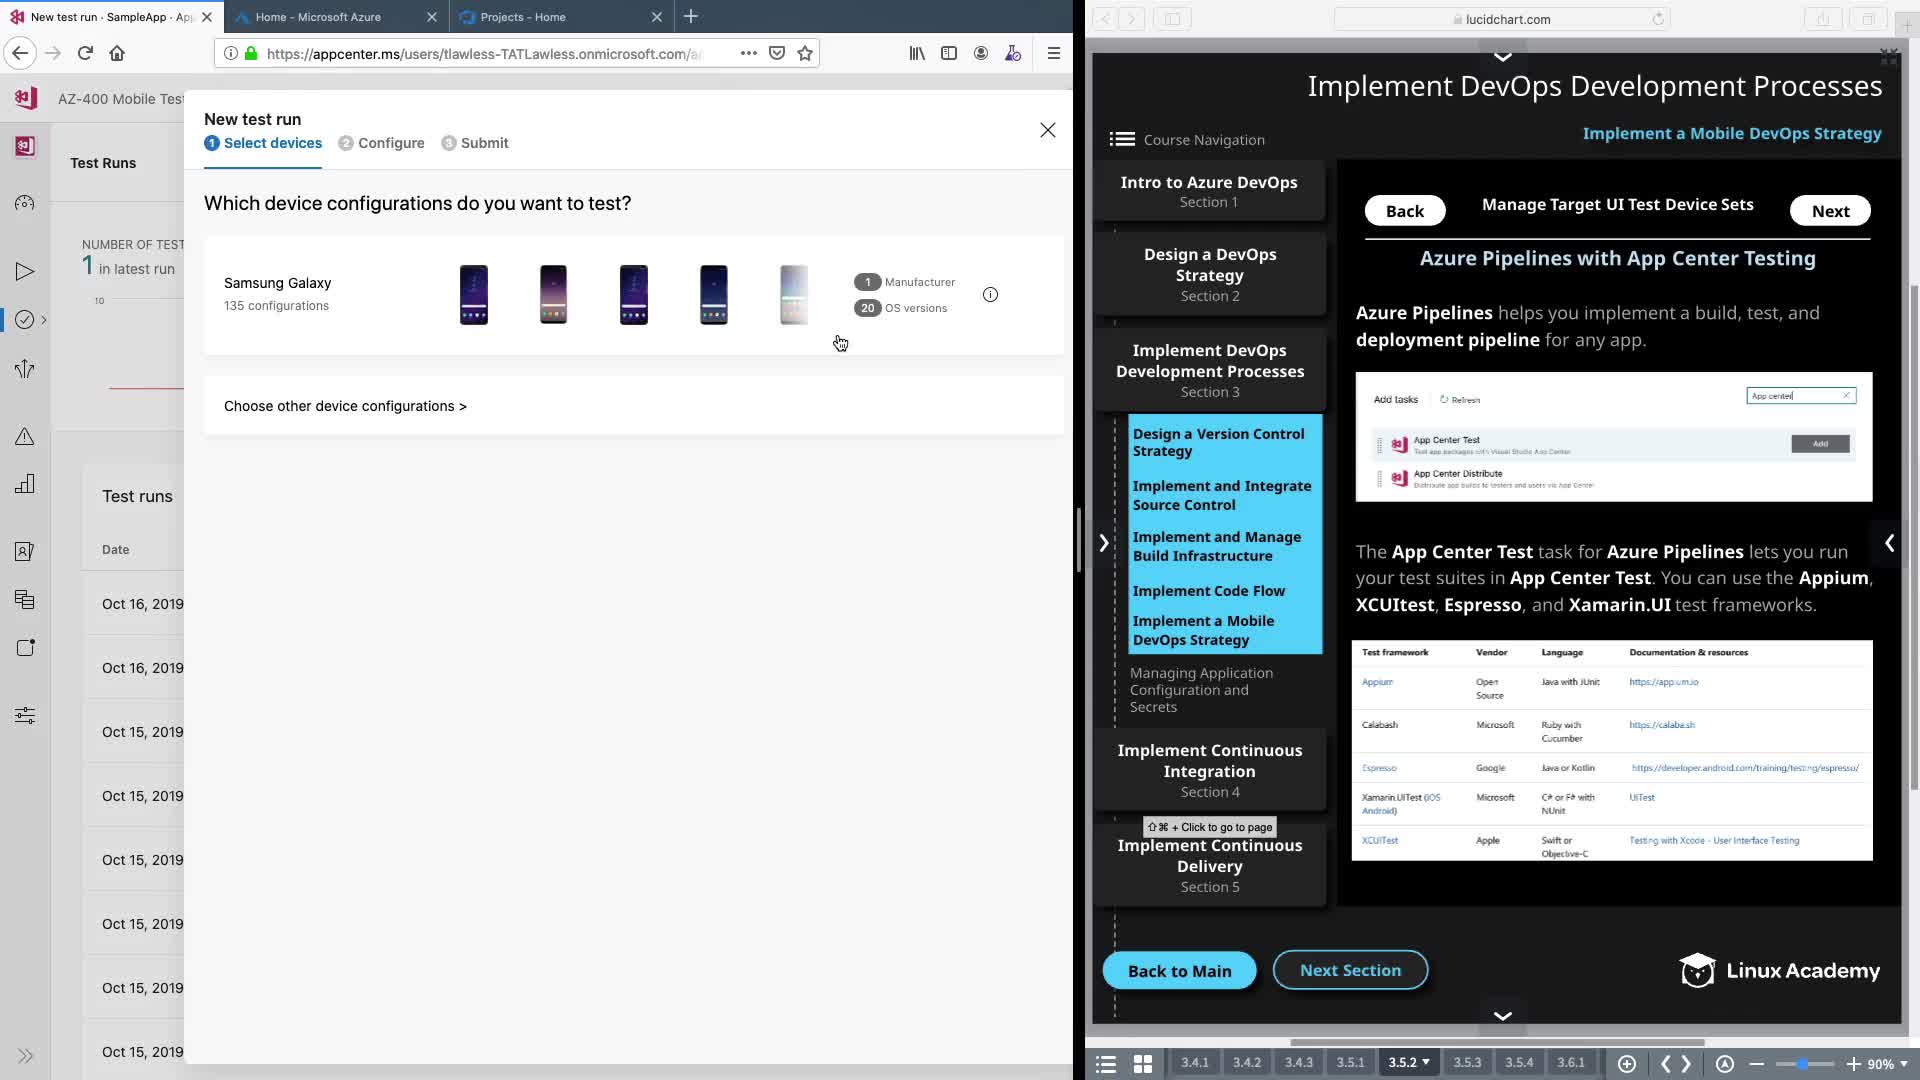 New test run · SampleApp · Ap
Home - Microsoft Azure
Projects - Home
https://appcenter.ms/users/tlawless-TATLawless.onmicrosoft.com/a
AZ-400 Mobile Test
Test Runs
NUMBER OF TEST
1 in latest run
10
Test runs
Date
Oct 16, 2019
Oct 16, 2019
Oct 15, 2019
Oct 15, 2019
Oct 15, 2019
Oct 15, 2019
Oct 15, 2019
Oct 15, 2019
New test run
1 Select devices
2 Configure
3 Submit
Which device configurations do you want to test?
Samsung Galaxy
135 configurations
1 Manufacturer
20 OS versions
Choose other device configurations >
lucidchart.com
Implement DevOps Development Processes
Implement a Mobile DevOps Strategy
Course Navigation
Intro to Azure DevOps
Section 1
Design a DevOps
Strategy
Section 2
Implement DevOps
Development Processes
Section 3
Design a Version Control
Strategy
Implement and Integrate
Source Control
Implement and Manage
Build Infrastructure
Implement Code Flow
Implement a Mobile
DevOps Strategy
Managing Application
Configuration and
Secrets
Implement Continuous
Integration
Section 4
⇧⌘ + Click to go to page
Implement Continuous
Delivery
Section 5
Back to Main
Next Section
Back
Manage Target UI Test Device Sets
Next
Azure Pipelines with App Center Testing
Azure Pipelines helps you implement a build, test, and
deployment pipeline for any app.
Add tasks
Refresh
App center
App Center Test
Test app packages with Visual Studio App Center
Add
App Center Distribute
Distribute app builds to testers and users via App Center
The App Center Test task for Azure Pipelines lets you run
your test suites in App Center Test. You can use the Appium,
XCUItest, Espresso, and Xamarin.UI test frameworks.
Test framework Vendor Language Documentation & resources
Appium Open Source Java with JUnit https://appium.io
Calabash Microsoft Ruby with Cucumber https://calaba.sh
Espresso Google Java or Kotlin https://developer.android.com/training/testing/espresso/
Xamarin.UITest (iOS Android) Microsoft C# or F# with NUnit UITest
XCUITest Apple Swift or Objective-C Testing with Xcode - User Interface Testing
Linux Academy
3.4.1 3.4.2 3.4.3 3.5.1 3.5.2 3.5.3 3.5.4 3.6.1
90%